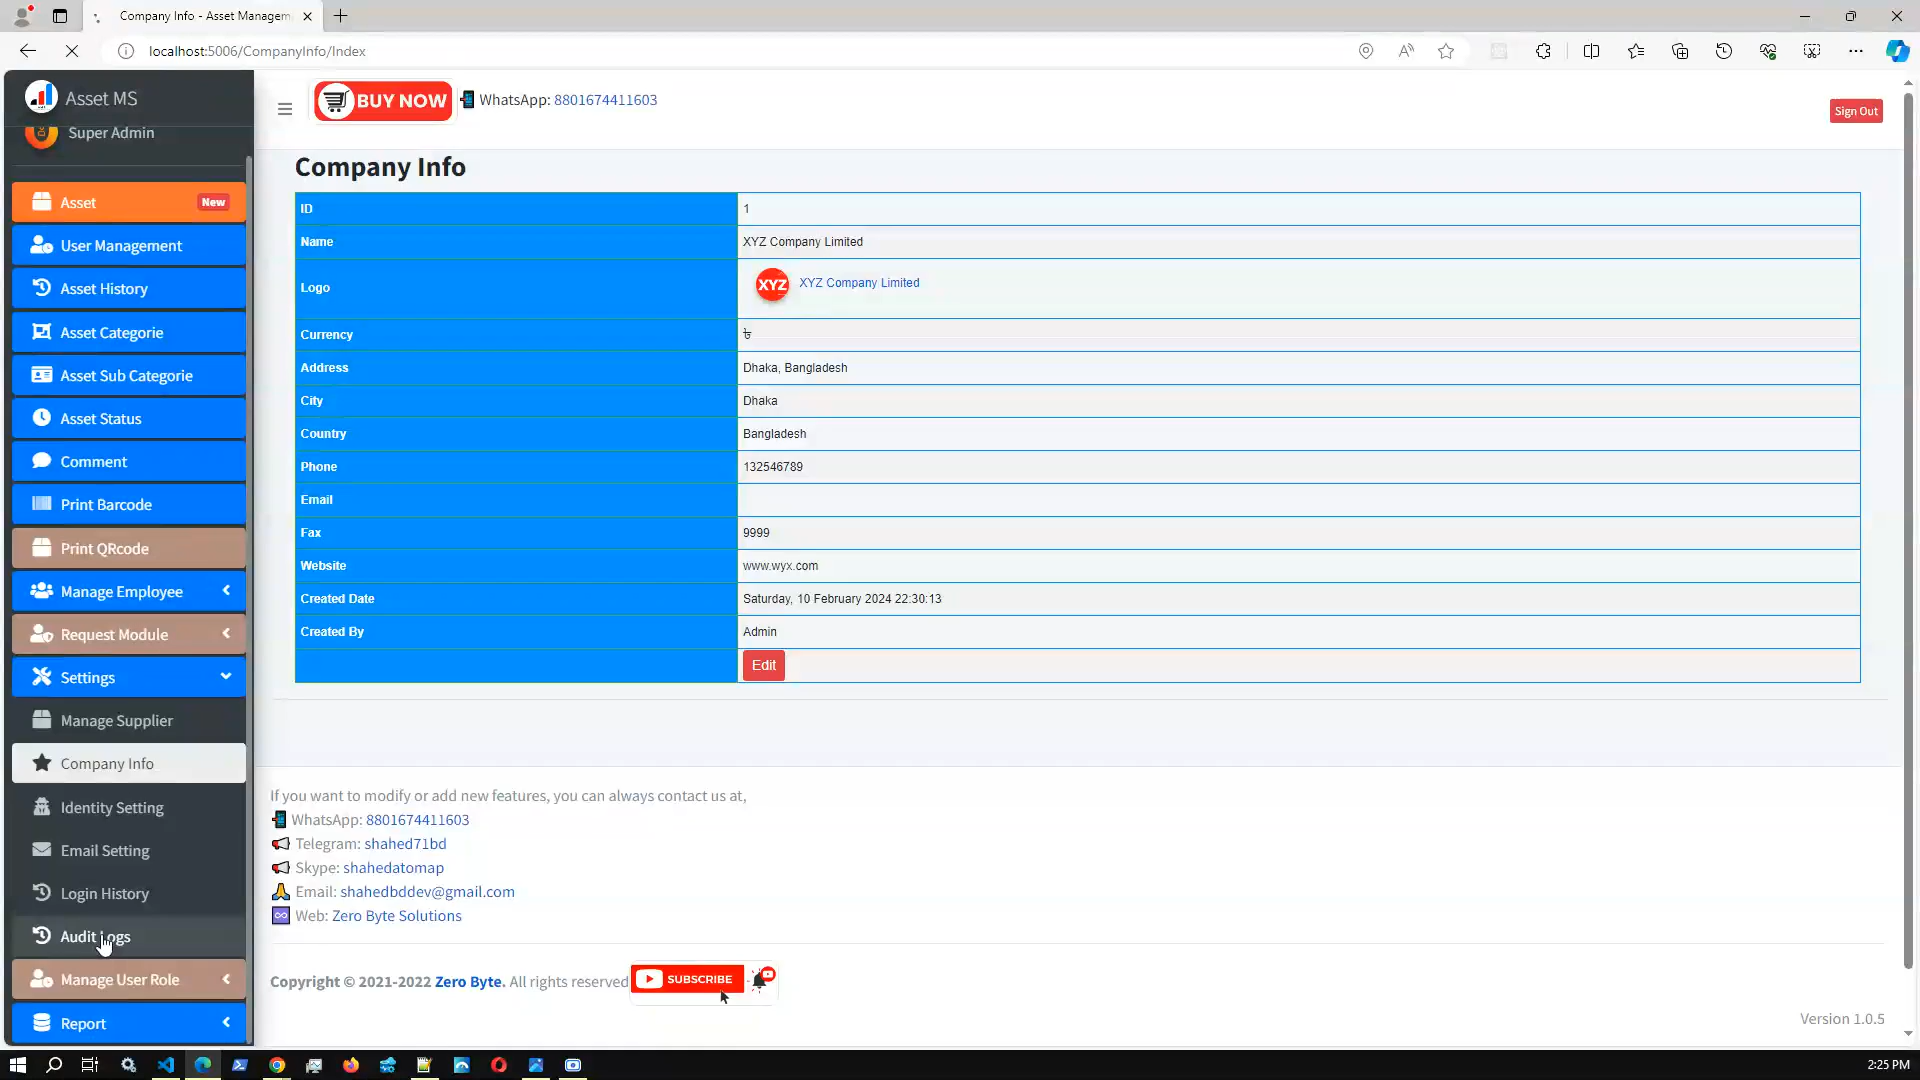 Company Info - Asset Managem
localhost:5006/CompanyInfo/Index
Asset MS
Super Admin
Asset New
User Management
Asset History
Asset Categorie
Asset Sub Categorie
Asset Status
Comment
Print Barcode
Print QRcode
Manage Employee
Request Module
Settings
Manage Supplier
Company Info
Identity Setting
Email Setting
Login History
Audit Logs
Manage User Role
Report
BUY NOW WhatsApp: 8801674411603
Sign Out
Company Info
ID 1
Name XYZ Company Limited
Logo XYZ XYZ Company Limited
Currency ৳
Address Dhaka, Bangladesh
City Dhaka
Country Bangladesh
Phone 132546789
Email
Fax 9999
Website www.wyx.com
Created Date Saturday, 10 February 2024 22:30:13
Created By Admin
Edit
If you want to modify or add new features, you can always contact us at,
WhatsApp: 8801674411603
Telegram: shahed71bd
Skype: shahedatomap
Email: shahedbddev@gmail.com
Web: Zero Byte Solutions
Copyright © 2021-2022 Zero Byte. All rights reserved SUBSCRIBE
Version 1.0.5
2:25 PM